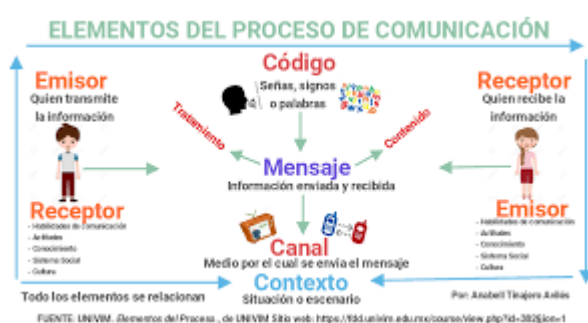 ELEMENTOS DEL PROCESO DE COMUNICACIÓN
Código
Señas, signos
o palabras
Emisor
Quien transmite
la información
Receptor
Quien recibe la
información
Tratamiento
Contenido
Mensaje
Información enviada y recibida
Receptor
- Habilidades de comunicación
- Actitudes
- Conocimiento
- Sistema Social
- Cultura
Emisor
- Habilidades de comunicación
- Actitudes
- Conocimiento
- Sistema Social
- Cultura
Canal
Medio por el cual se envia el mensaje
Contexto
Situación o escenario
Todo los elementos se relacionan
Por: Anabell Tinajero Avilés
FUENTE: UNIVIM. Elementos del Proceso., de UNIVIM Sitio web: